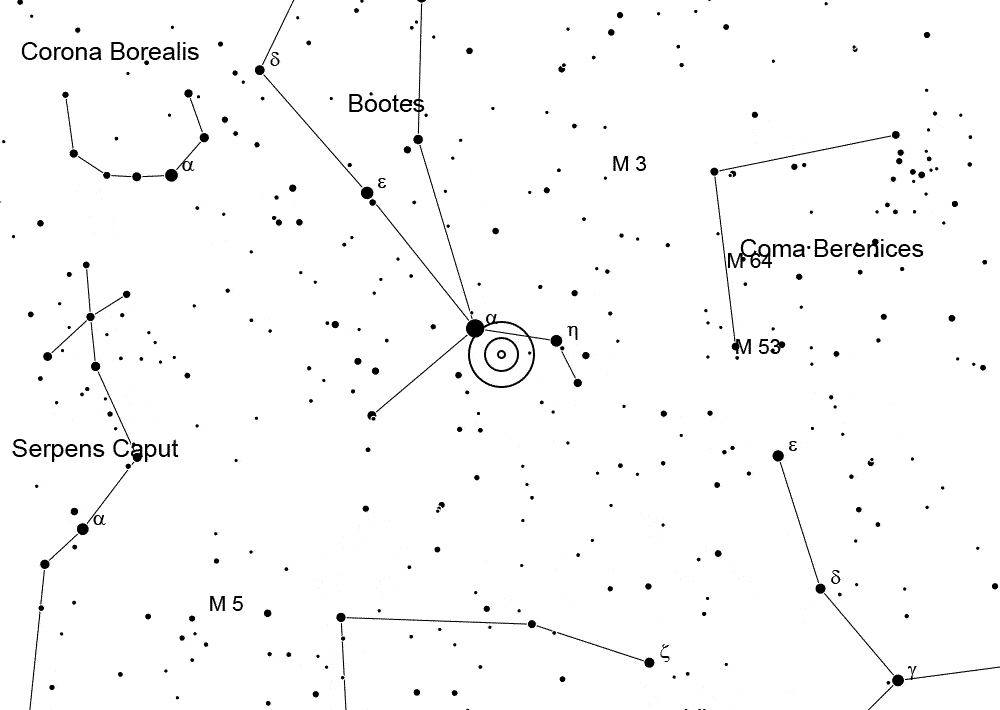 Corona Borealis
δ
Bootes
α
ε
M 3
Coma Berenices
M 64
α
η
M 53
Serpens Caput
ε
α
δ
M 5
ζ
γ